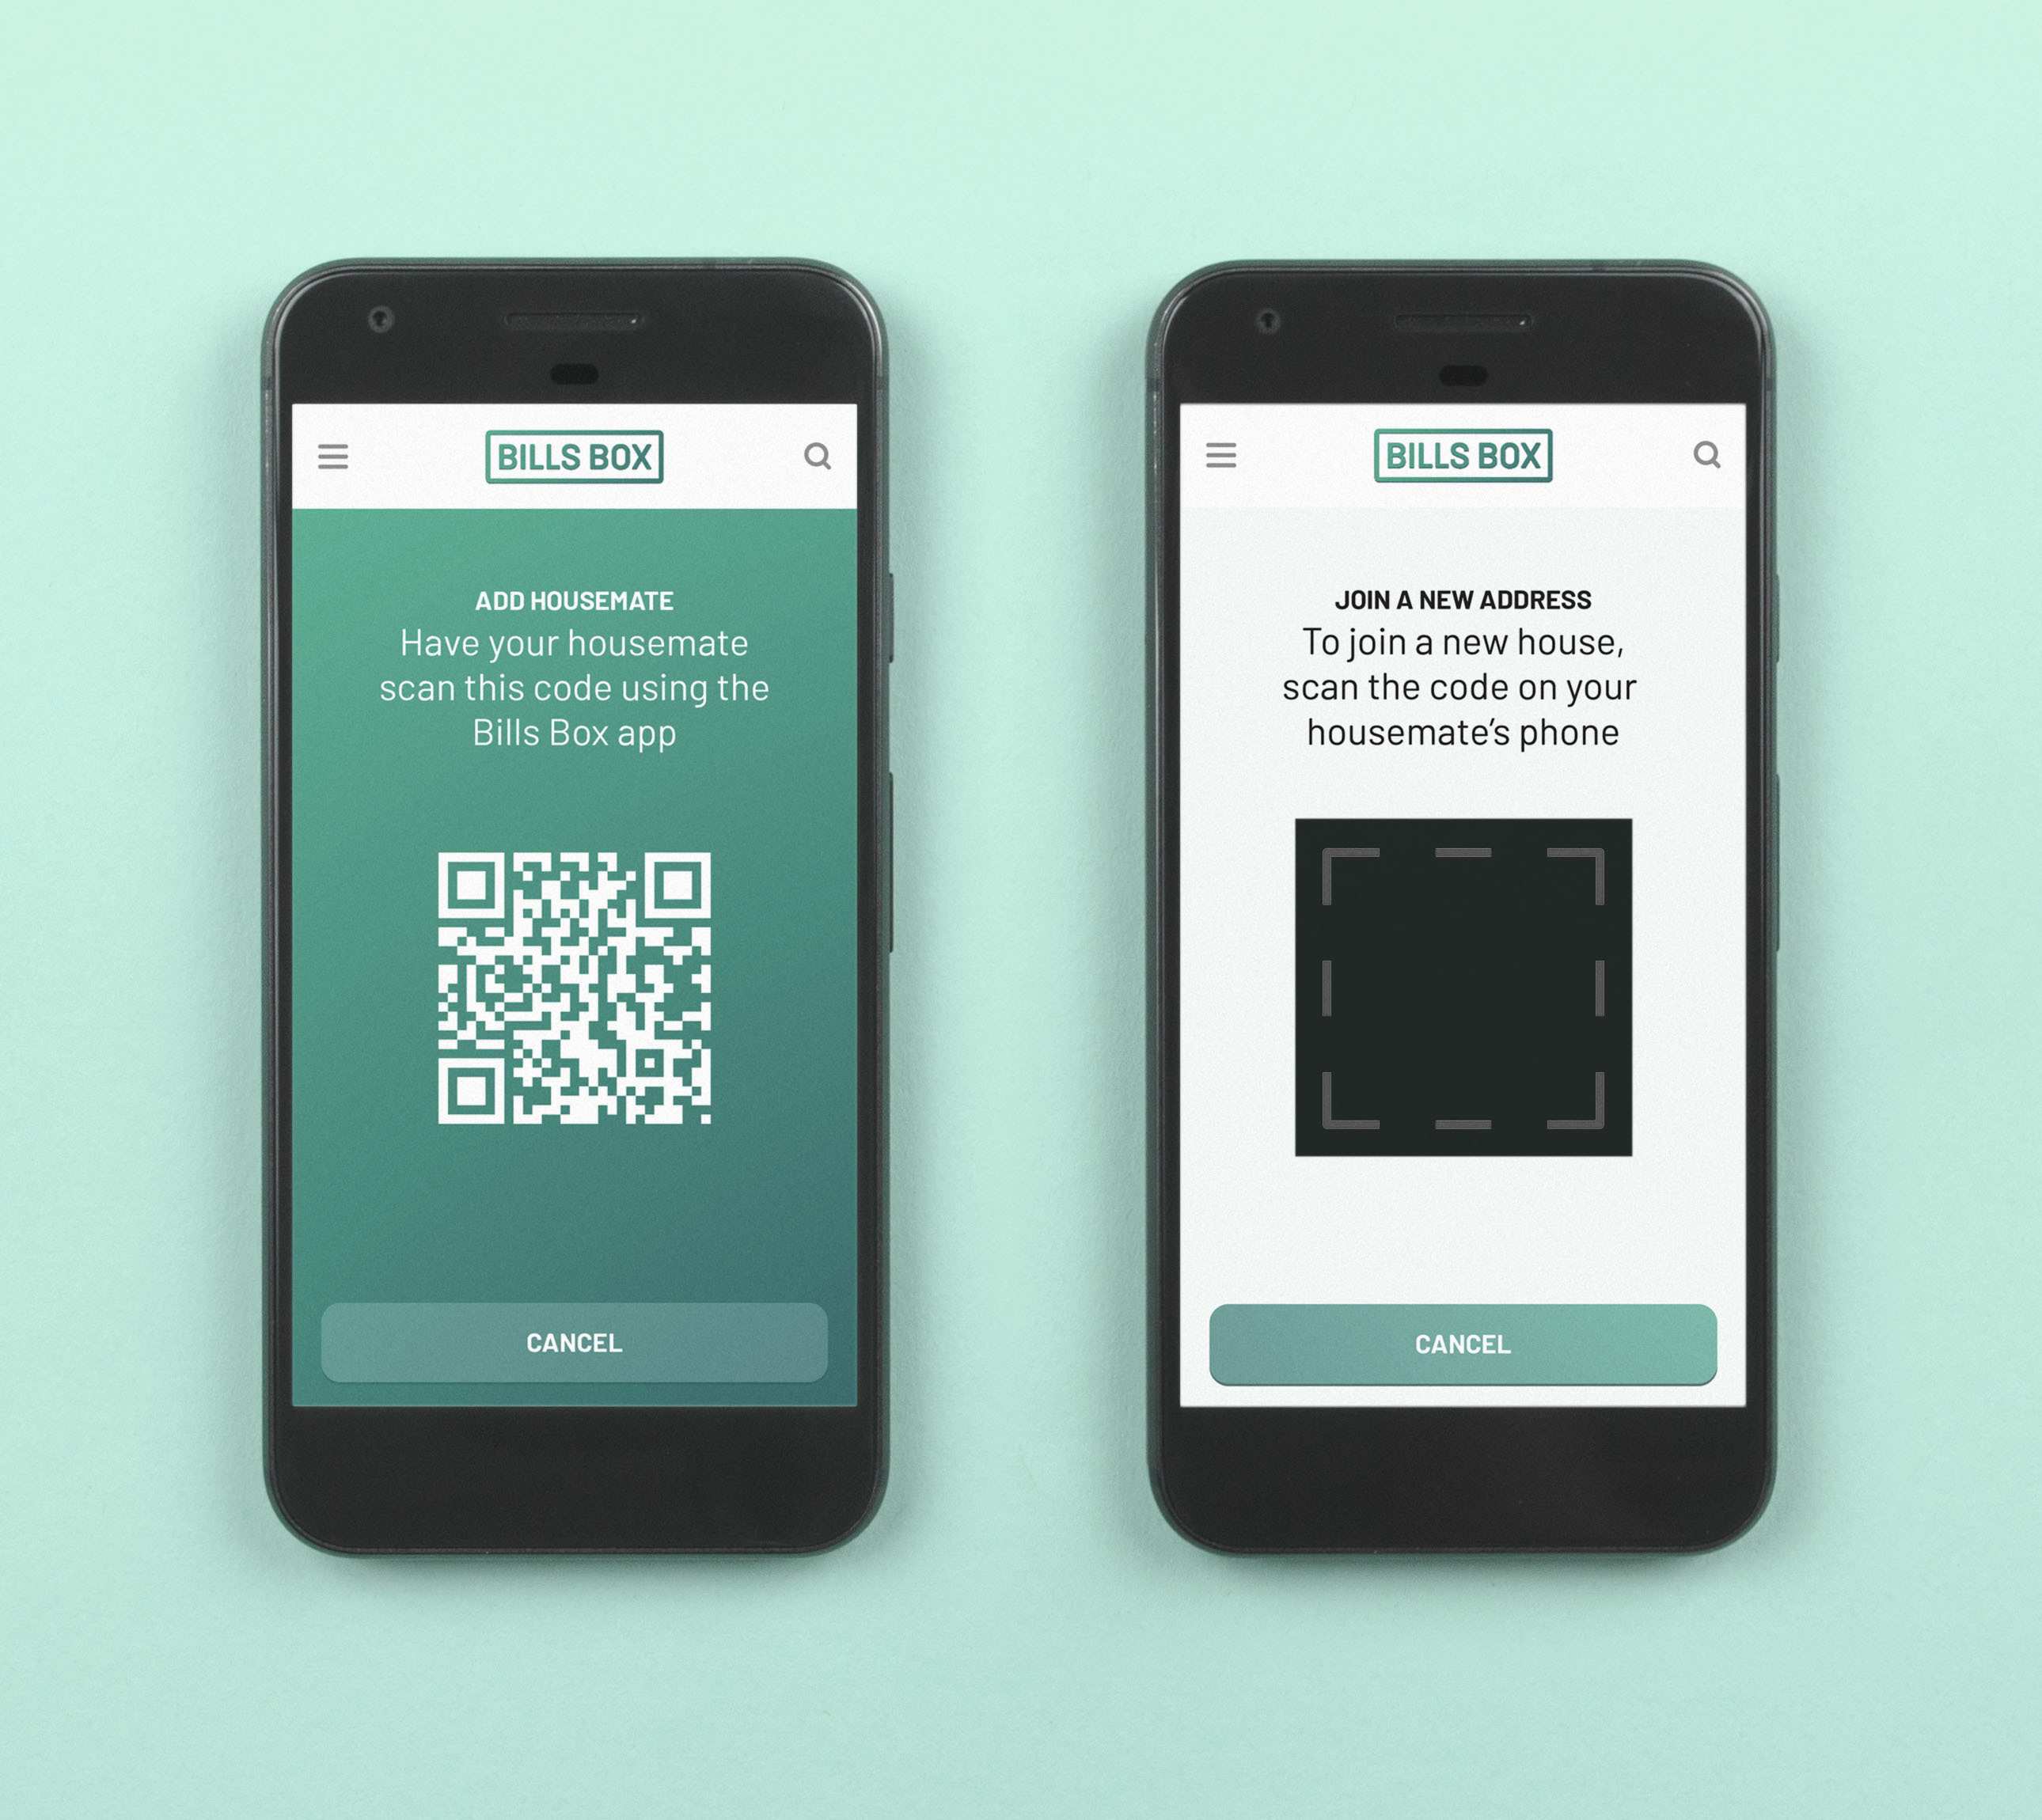 BILLS BOX
ADD HOUSEMATE
Have your housemate
scan this code using the
Bills Box app
CANCEL
BILLS BOX
JOIN A NEW ADDRESS
To join a new house,
scan the code on your
housemate’s phone
CANCEL